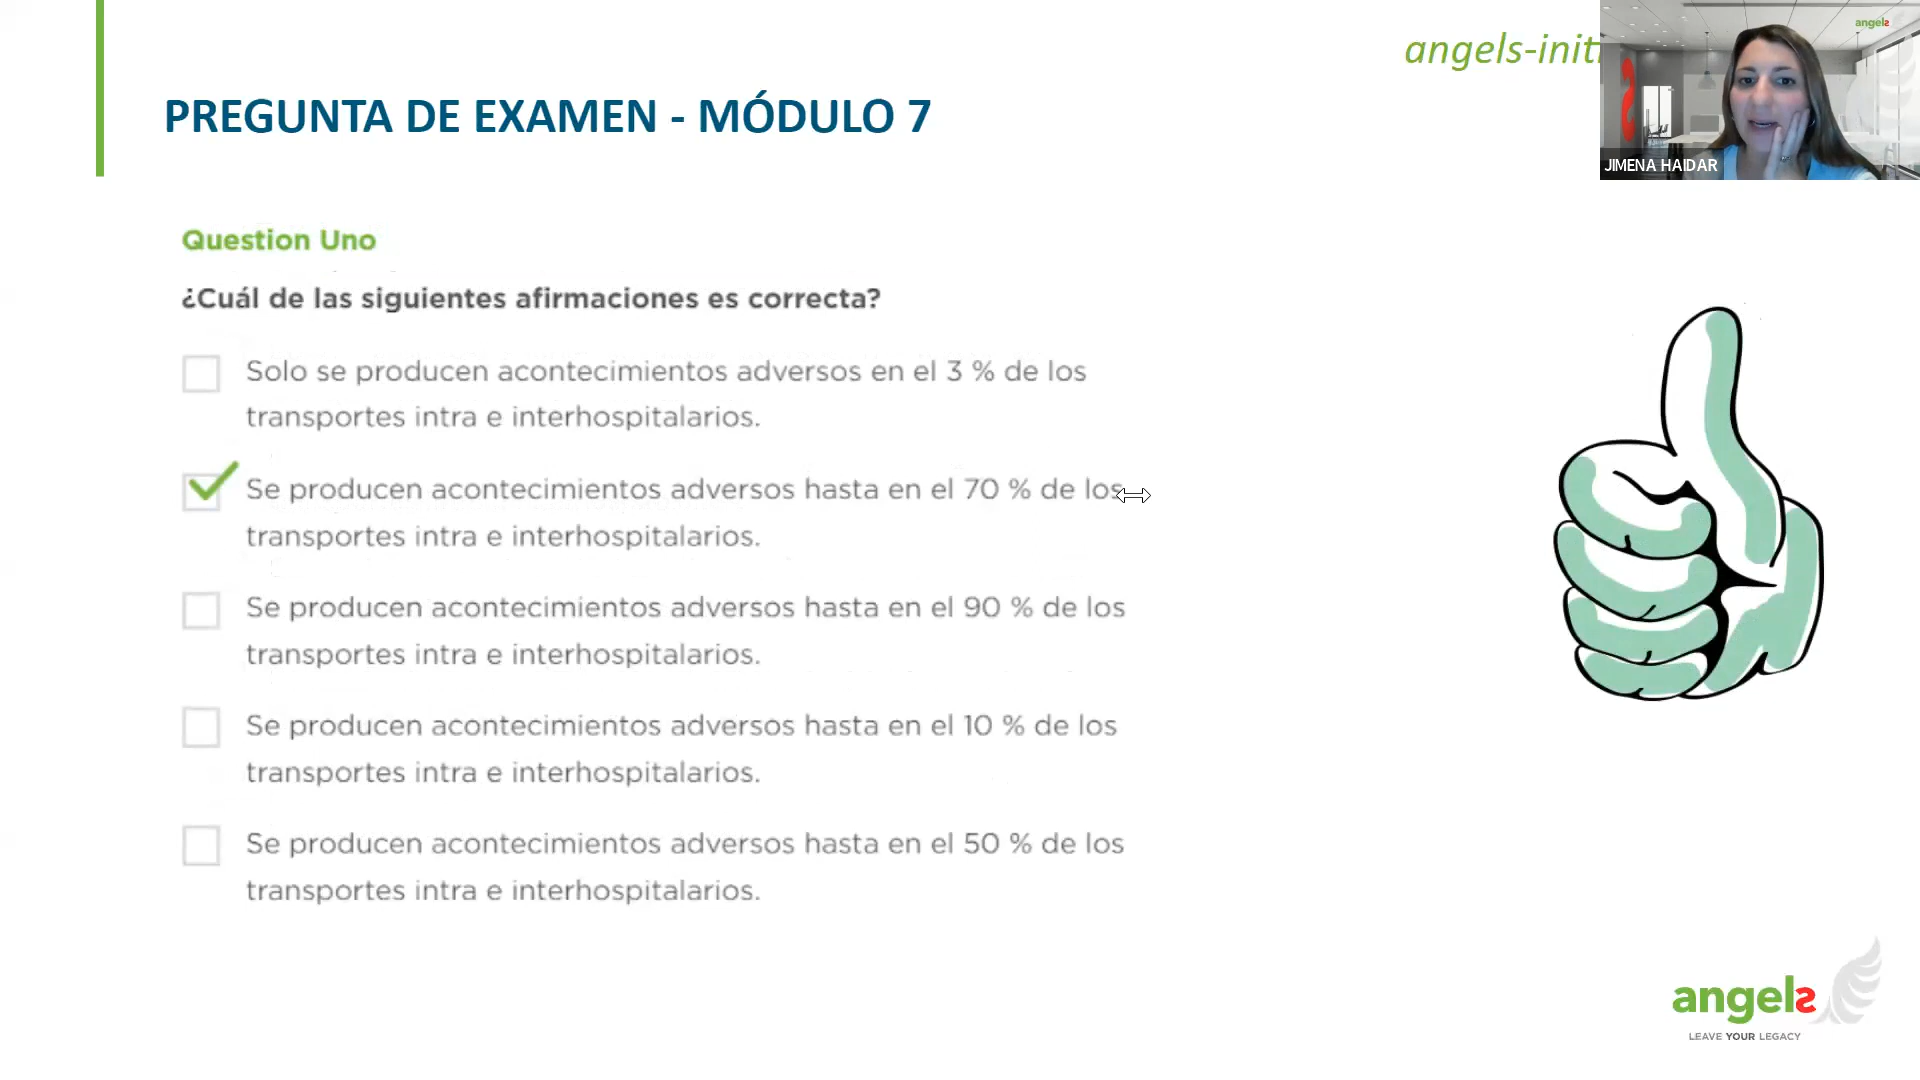 angels-init
angels
JIMENA HAIDAR
PREGUNTA DE EXAMEN - MÓDULO 7
Question Uno
¿Cuál de las siguientes afirmaciones es correcta?
Solo se producen acontecimientos adversos en el 3 % de los
transportes intra e interhospitalarios.
Se producen acontecimientos adversos hasta en el 70 % de los
transportes intra e interhospitalarios.
Se producen acontecimientos adversos hasta en el 90 % de los
transportes intra e interhospitalarios.
Se producen acontecimientos adversos hasta en el 10 % de los
transportes intra e interhospitalarios.
Se producen acontecimientos adversos hasta en el 50 % de los
transportes intra e interhospitalarios.
angels
LEAVE YOUR LEGACY